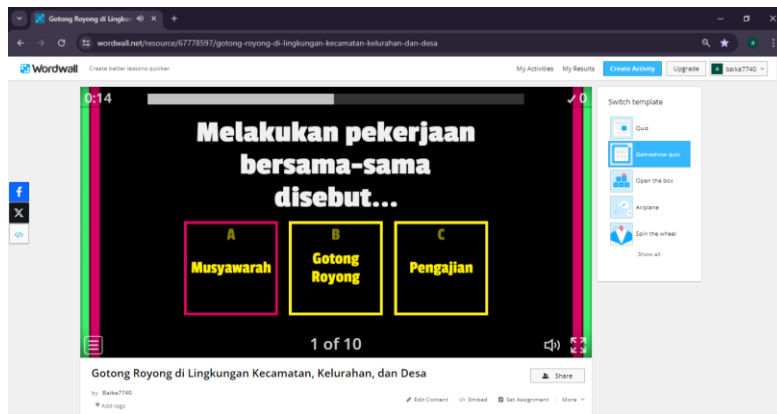 Gotong Royong di Lingkun
wordwall.net/resource/67778597/gotong-royong-di-lingkungan-kecamatan-kelurahan-dan-desa
Wordwall Create better lessons quicker My Activities My Results Create Activity Upgrade baika7740
0:14 0
Switch template
Melakukan pekerjaan
bersama-sama
disebut...
Quiz
Gameshow quiz
Open the box
Airplane
Spin the wheel
Show all
A B C
Musyawarah
Gotong
Royong
Pengajian
1 of 10
Gotong Royong di Lingkungan Kecamatan, Kelurahan, dan Desa
Share
by Baika7740
Add tags
Edit Content Embed Set Assignment More